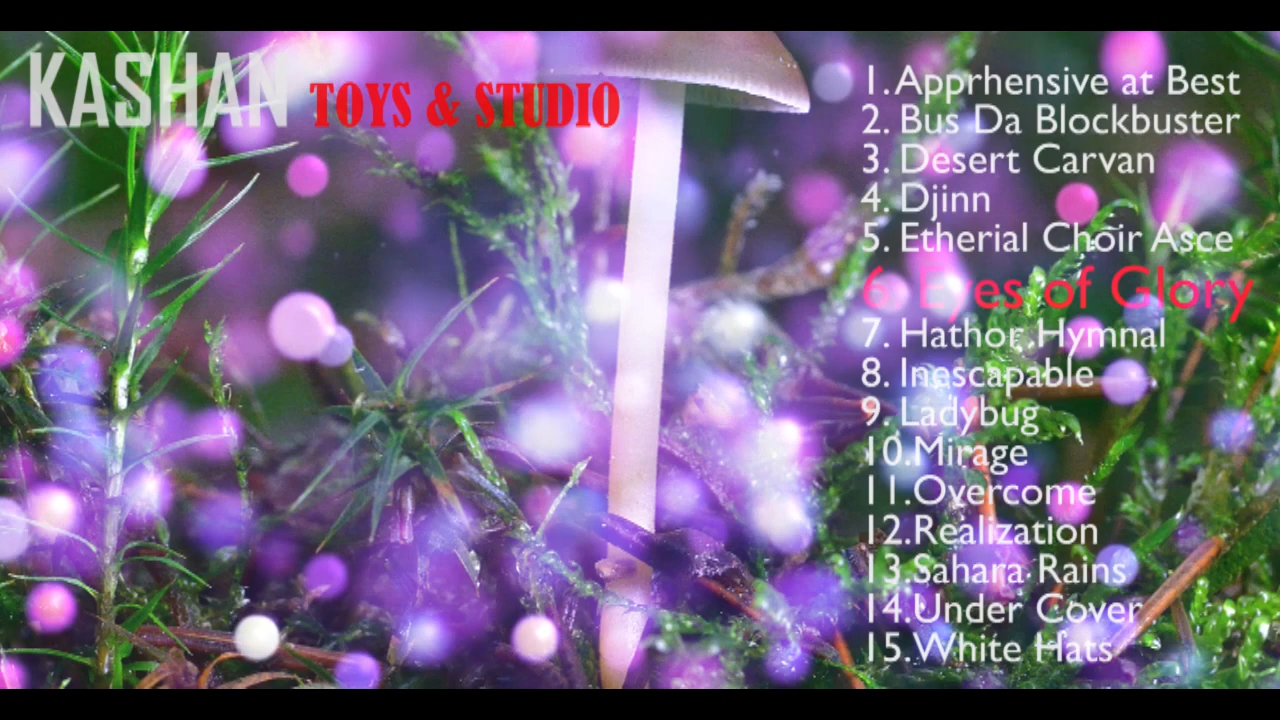 KASHAN TOYS & STUDIO
1. Apprhensive at Best
2. Bus Da Blockbuster
3. Desert Carvan
4. Djinn
5. Etherial Choir Asce
6. Eyes of Glory
7. Hathor Hymnal
8. Inescapable
9. Ladybug
10.Mirage
11.Overcome
12.Realization
13.Sahara Rains
14.Under Cover
15.White Hats